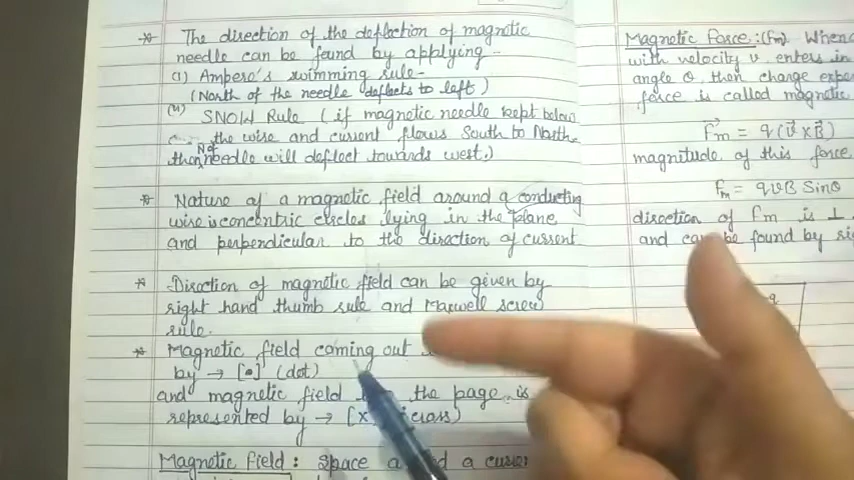 The direction of the deflection of magnetic
needle can be found by applying -
(i) Ampere's swimming rule -
(North of the needle deflects to left)
(ii) SNOW Rule (if magnetic needle kept below
the wire and current flows South to North
than N of needle will deflect towards west.)
Nature of a magnetic field around a conducting
wire is concentric circles lying in the plane
and perpendicular to the direction of current
Direction of magnetic field can be given by
right hand thumb rule and Maxwell screw
rule.
Magnetic field coming out
by → [•] (dot)
and magnetic field the page is
represented by → [x] (cross)
Magnetic field: Space a
Magnetic force: (Fm) When
with velocity v enters in
angle θ, then charge expe
force is called magnetic
Fm = q(v×B)
magnitude of this force
fm = qvB Sinθ
direction of Fm is ⊥
and can be found by
q